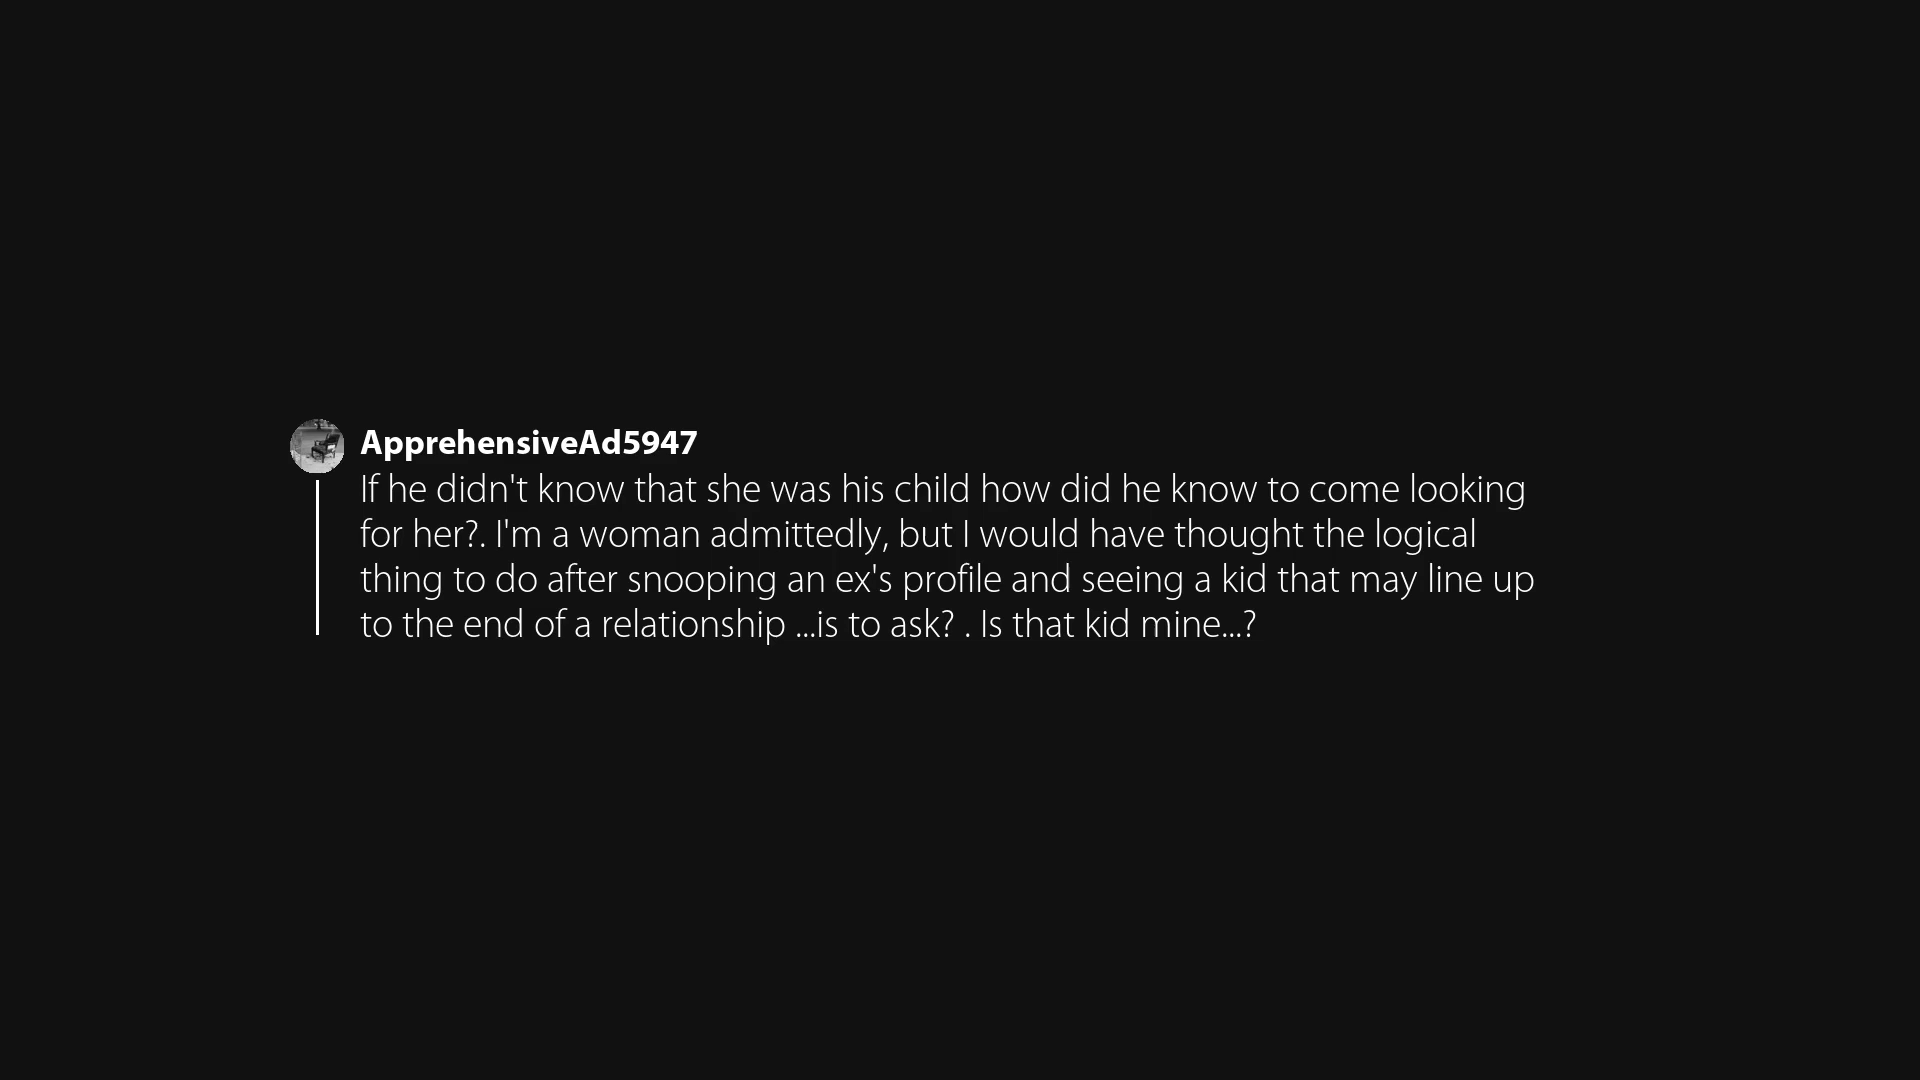 ApprehensiveAd5947
If he didn't know that she was his child how did he know to come looking
for her?. I'm a woman admittedly, but I would have thought the logical
thing to do after snooping an ex's profile and seeing a kid that may line up
to the end of a relationship ...is to ask? . Is that kid mine...?